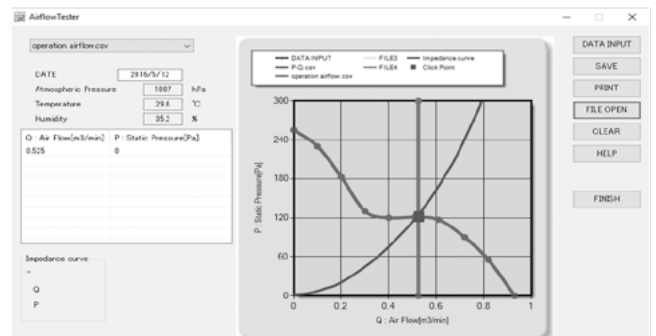 AirflowTester
operation airflow.csv
DATE 2016/5/12
Atmospheric Pressure 1007 hPa
Temperature 29.6 ℃
Humidity 35.2 %
Q : Air Flow[m3/min] P : Static Pressure[Pa]
0.525 0
Impedance curve
-
Q
P
DATA INPUT FILE3 Impedance curve
P-Q.csv FILE4 Click Point
operation airflow.csv
300
240
180
120
60
0
P : Static Pressure[Pa]
0 0.2 0.4 0.6 0.8 1
Q : Air Flow[m3/min]
DATA INPUT
SAVE
PRINT
FILE OPEN
CLEAR
HELP
FINISH